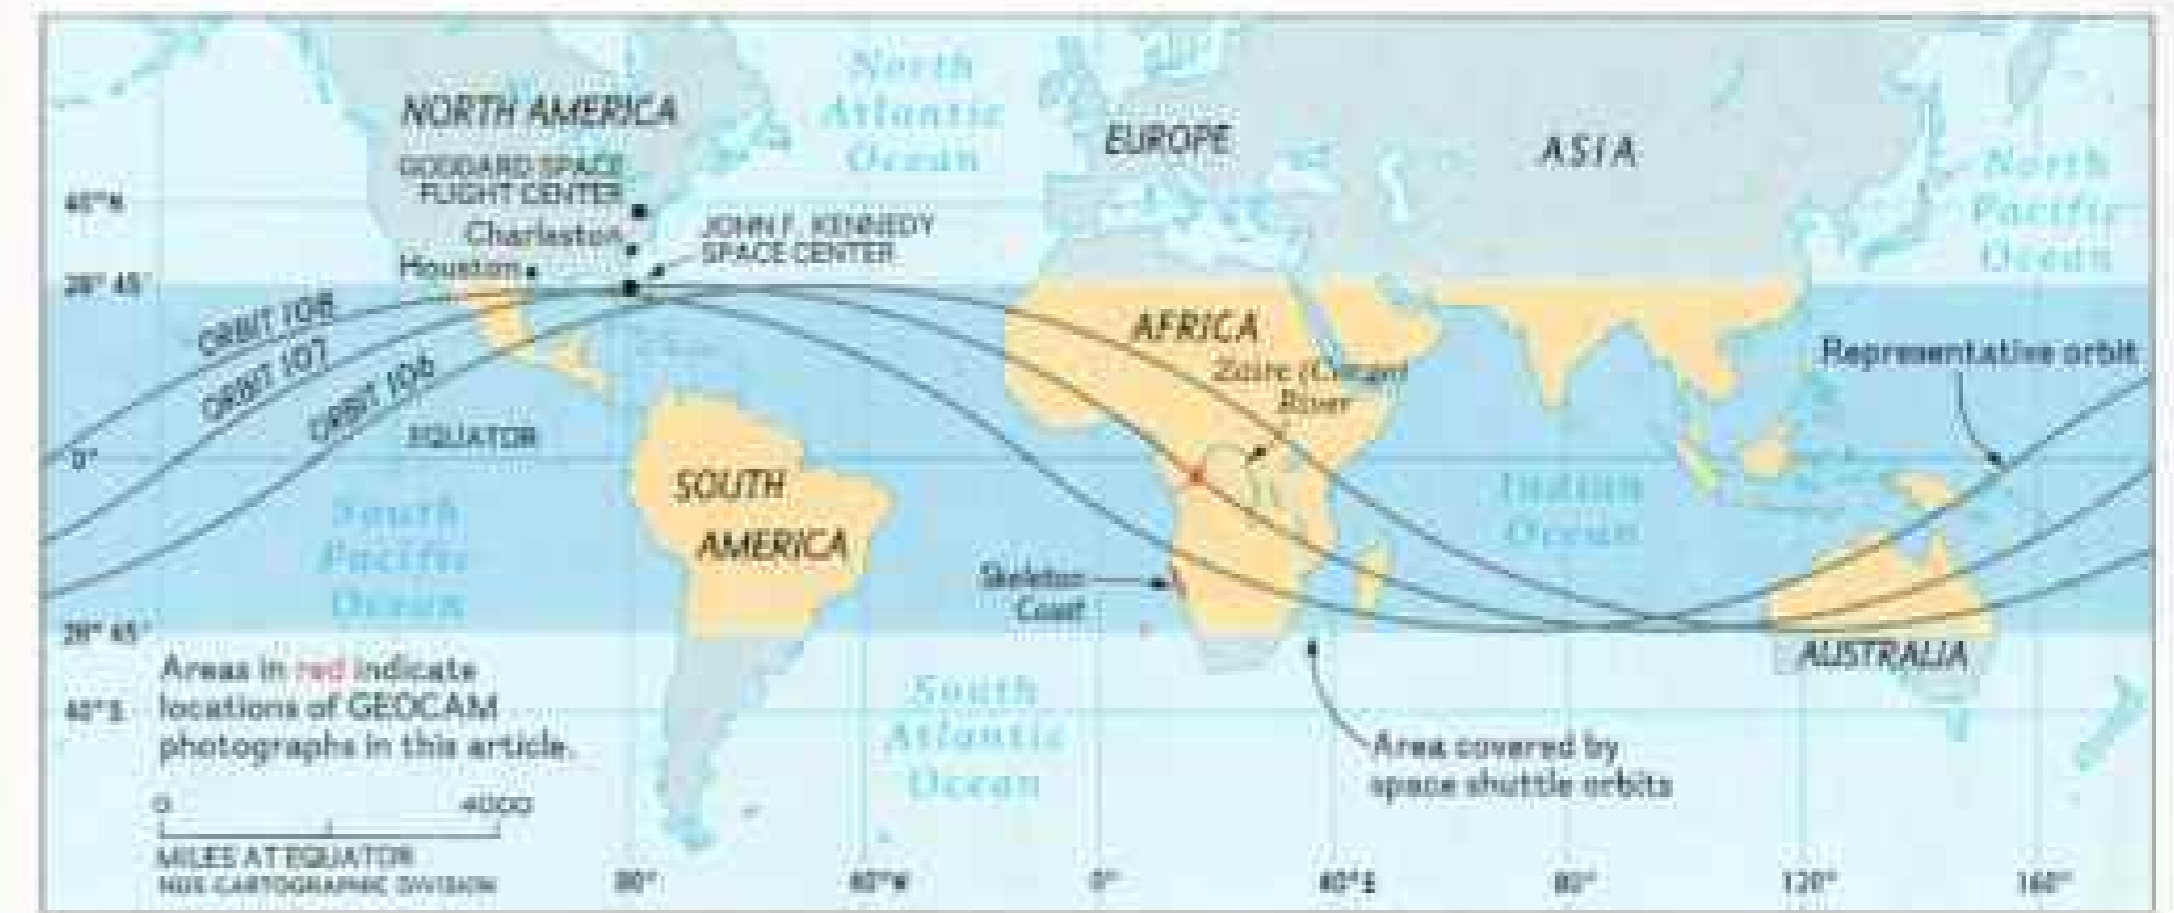 North
Atlantic
Ocean
NORTH AMERICA
EUROPE
ASIA
GODDARD SPACE
FLIGHT CENTER
North
Pacific
Ocean
40°N
Charleston
JOHN F. KENNEDY
SPACE CENTER
Houston
28° 45'
ORBIT 108
ORBIT 107
ORBIT 106
AFRICA
Representative orbit
Zaire (Congo)
River
EQUATOR
0°
SOUTH
AMERICA
Indian
Ocean
South
Pacific
Ocean
Skeleton
Coast
28° 45'
AUSTRALIA
Areas in red indicate
locations of GEOCAM
photographs in this article.
40°S
South
Atlantic
Ocean
Area covered by
space shuttle orbits
0
4000
MILES AT EQUATOR
NGS CARTOGRAPHIC DIVISION
80°
40°W
0°
40°E
80°
120°
160°